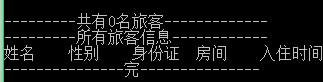 ---------共有0名旅客-------------
---------所有旅客信息------------
姓名 性别 身份证 房间 入住时间
---------------完---------------